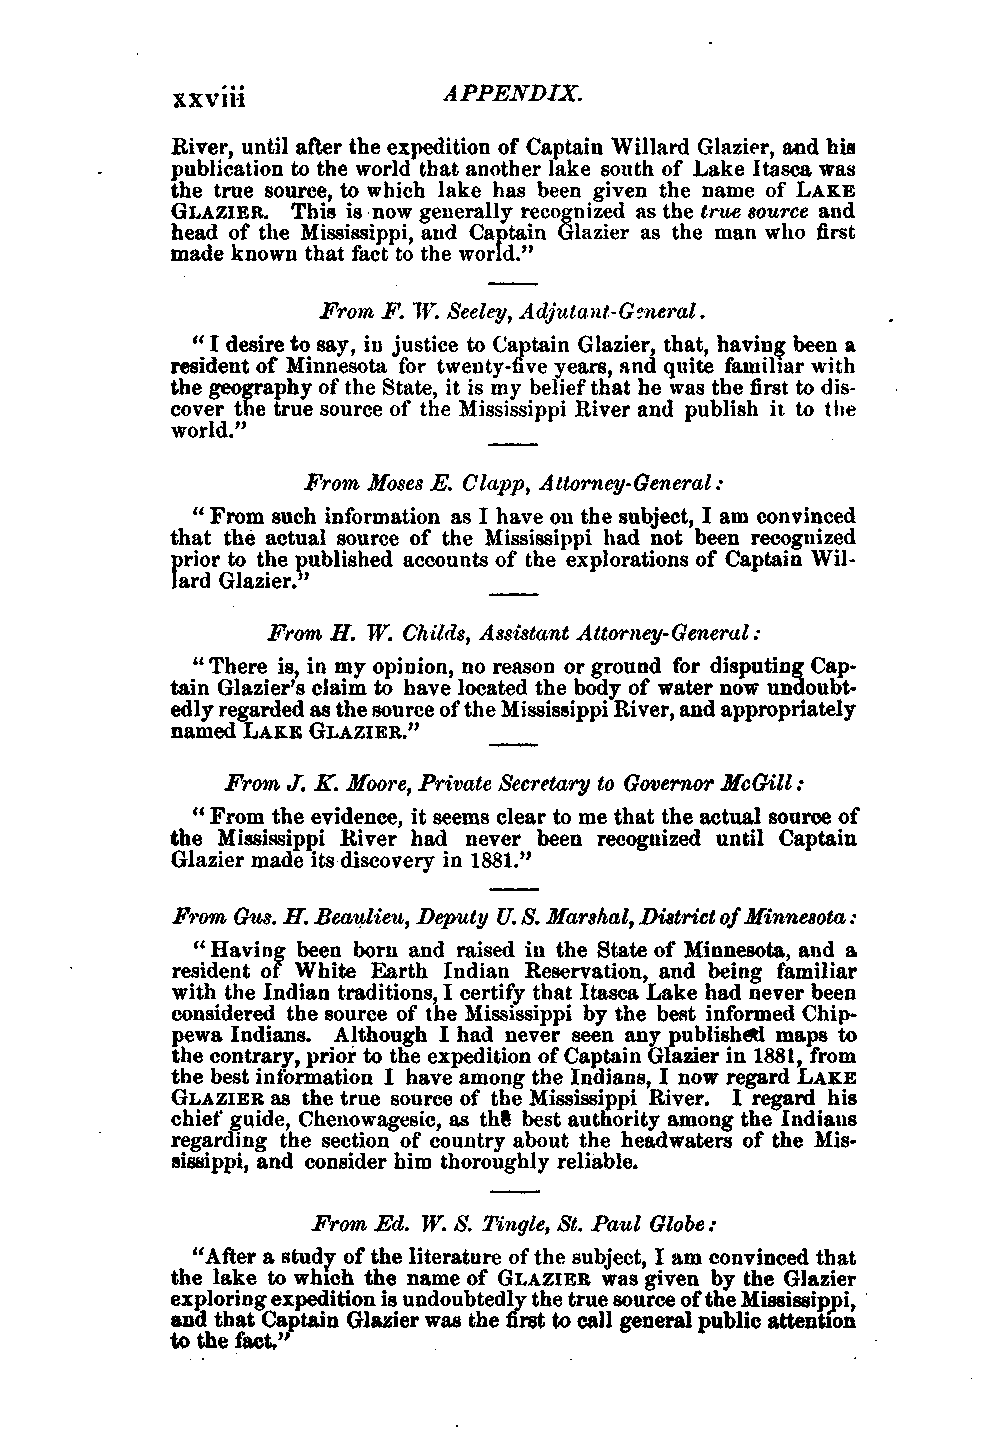 xxviii APPENDIX.
River, until after the expedition of Captain Willard Glazier, and his
publication to the world that another lake south of Lake Itasca was
the true source, to which lake has been given the name of LAKE
GLAZIER. This is now generally recognized as the true source and
head of the Mississippi, and Captain Glazier as the man who first
made known that fact to the world.”
From F. W. Seeley, Adjutant-General.
“I desire to say, in justice to Captain Glazier, that, having been a
resident of Minnesota for twenty-five years, and quite familiar with
the geography of the State, it is my belief that he was the first to dis-
cover the true source of the Mississippi River and publish it to the
world.”
From Moses E. Clapp, Attorney-General:
“From such information as I have on the subject, I am convinced
that the actual source of the Mississippi had not been recognized
prior to the published accounts of the explorations of Captain Wil-
lard Glazier.”
From H. W. Childs, Assistant Attorney-General:
“There is, in my opinion, no reason or ground for disputing Cap-
tain Glazier's claim to have located the body of water now undoubt-
edly regarded as the source of the Mississippi River, and appropriately
named LAKE GLAZIER.”
From J. K. Moore, Private Secretary to Governor McGill:
“From the evidence, it seems clear to me that the actual source of
the Mississippi River had never been recognized until Captain
Glazier made its discovery in 1881.”
From Gus. H. Beaulieu, Deputy U. S. Marshal, District of Minnesota:
“Having been born and raised in the State of Minnesota, and a
resident of White Earth Indian Reservation, and being familiar
with the Indian traditions, I certify that Itasca Lake had never been
considered the source of the Mississippi by the best informed Chip-
pewa Indians. Although I had never seen any published maps to
the contrary, prior to the expedition of Captain Glazier in 1881, from
the best information I have among the Indians, I now regard LAKE
GLAZIER as the true source of the Mississippi River. I regard his
chief guide, Chenowagesic, as the best authority among the Indians
regarding the section of country about the headwaters of the Mis-
sissippi, and consider him thoroughly reliable.
From Ed. W. S. Tingle, St. Paul Globe:
“After a study of the literature of the subject, I am convinced that
the lake to which the name of GLAZIER was given by the Glazier
exploring expedition is undoubtedly the true source of the Mississippi,
and that Captain Glazier was the first to call general public attention
to the fact.”